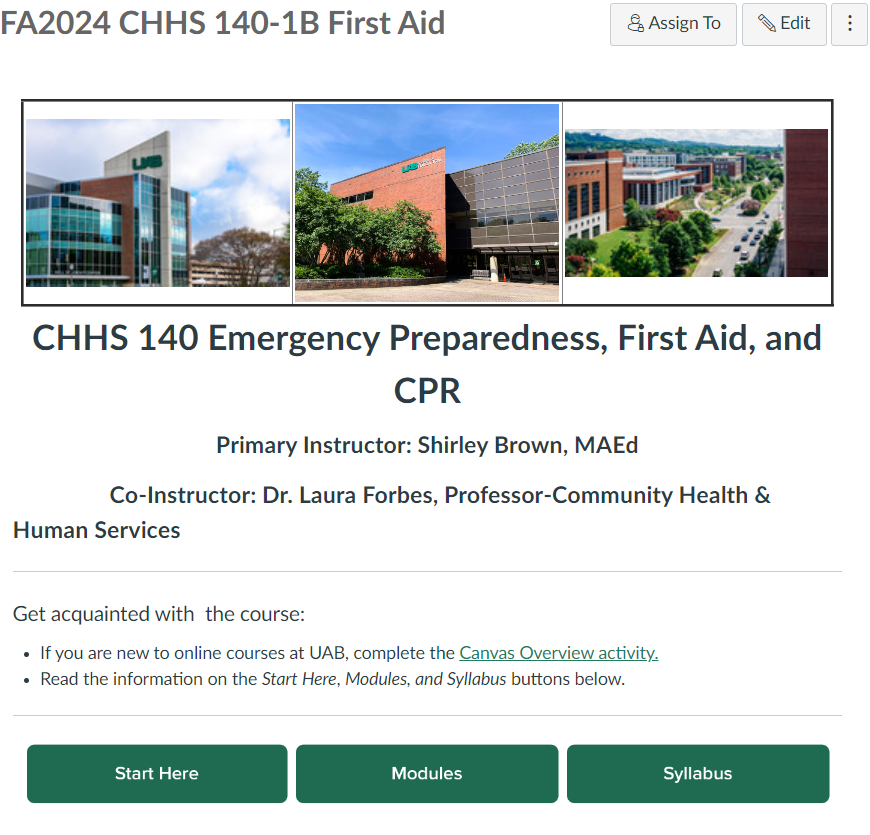 FA2024 CHHS 140-1B First Aid
Assign To
Edit
UAB
UAB
CHHS 140 Emergency Preparedness, First Aid, and
CPR
Primary Instructor: Shirley Brown, MAEd
Co-Instructor: Dr. Laura Forbes, Professor-Community Health &
Human Services
Get acquainted with  the course:
If you are new to online courses at UAB, complete the Canvas Overview activity.
Read the information on the Start Here, Modules, and Syllabus buttons below.
Start Here
Modules
Syllabus